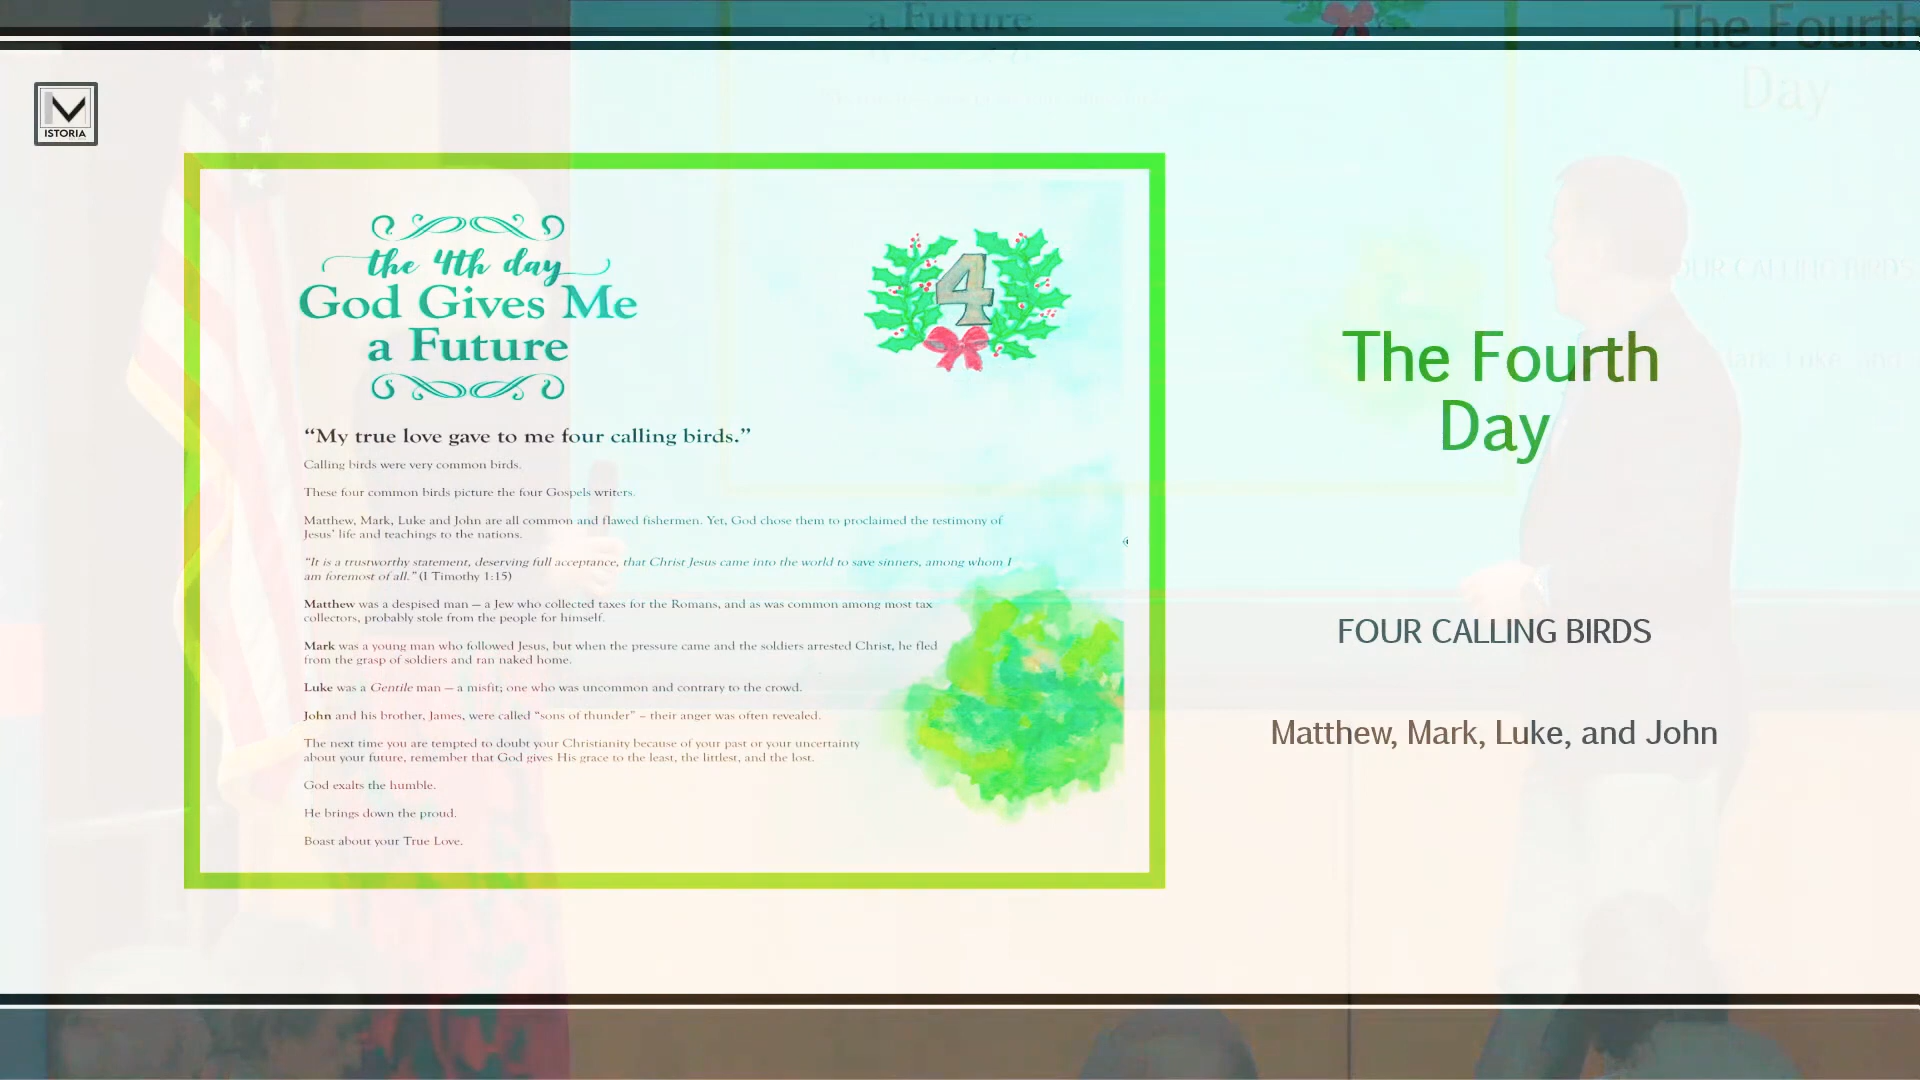 a Future
The Fourth
Day
ISTORIA
the 4th day
God Gives Me
a Future
4
“My true love gave to me four calling birds.”
Calling birds were very common birds.
These four common birds picture the four Gospels writers.
Matthew, Mark, Luke and John are all common and flawed fishermen. Yet, God chose them to proclaimed the testimony of
Jesus’ life and teachings to the nations.
“It is a trustworthy statement, deserving full acceptance, that Christ Jesus came into the world to save sinners, among whom I
am foremost of all.” (I Timothy 1:15)
Matthew was a despised man – a Jew who collected taxes for the Romans, and as was common among most tax
collectors, probably stole from the people for himself.
Mark was a young man who followed Jesus, but when the pressure came and the soldiers arrested Christ, he fled
from the grasp of soldiers and ran naked home.
Luke was a Gentile man – a misfit; one who was uncommon and contrary to the crowd.
John and his brother, James, were called “sons of thunder” – their anger was often revealed.
The next time you are tempted to doubt your Christianity because of your past or your uncertainty
about your future, remember that God gives His grace to the least, the littlest, and the lost.
God exalts the humble.
He brings down the proud.
Boast about your True Love.
The Fourth
Day
FOUR CALLING BIRDS
Matthew, Mark, Luke, and John